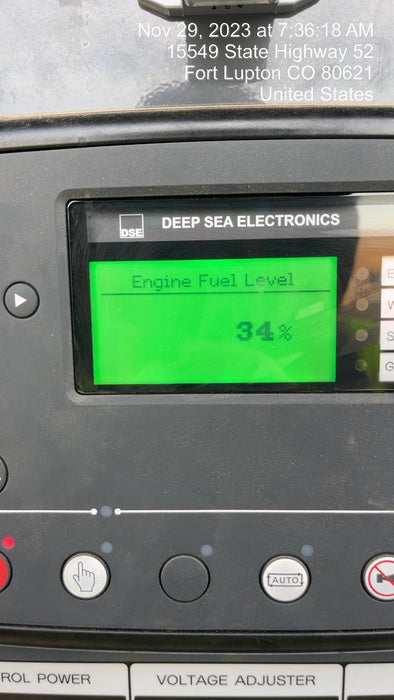 Nov 29, 2023 at 7:36:18 AM
15549 State Highway 52
Fort Lupton CO 80621
United States
DSE
DEEP SEA ELECTRONICS
Engine Fuel Level
34%
AUTO
ROL POWER
VOLTAGE ADJUSTER